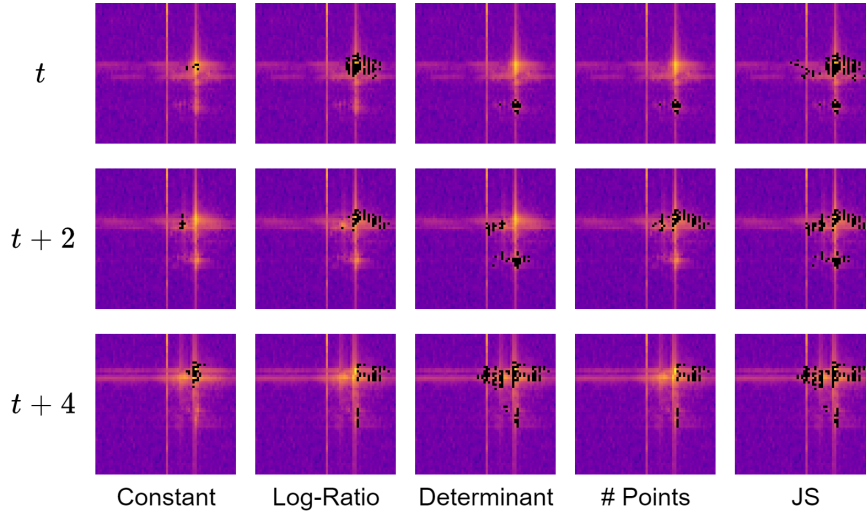 t
t + 2
t + 4
Constant Log-Ratio Determinant # Points JS